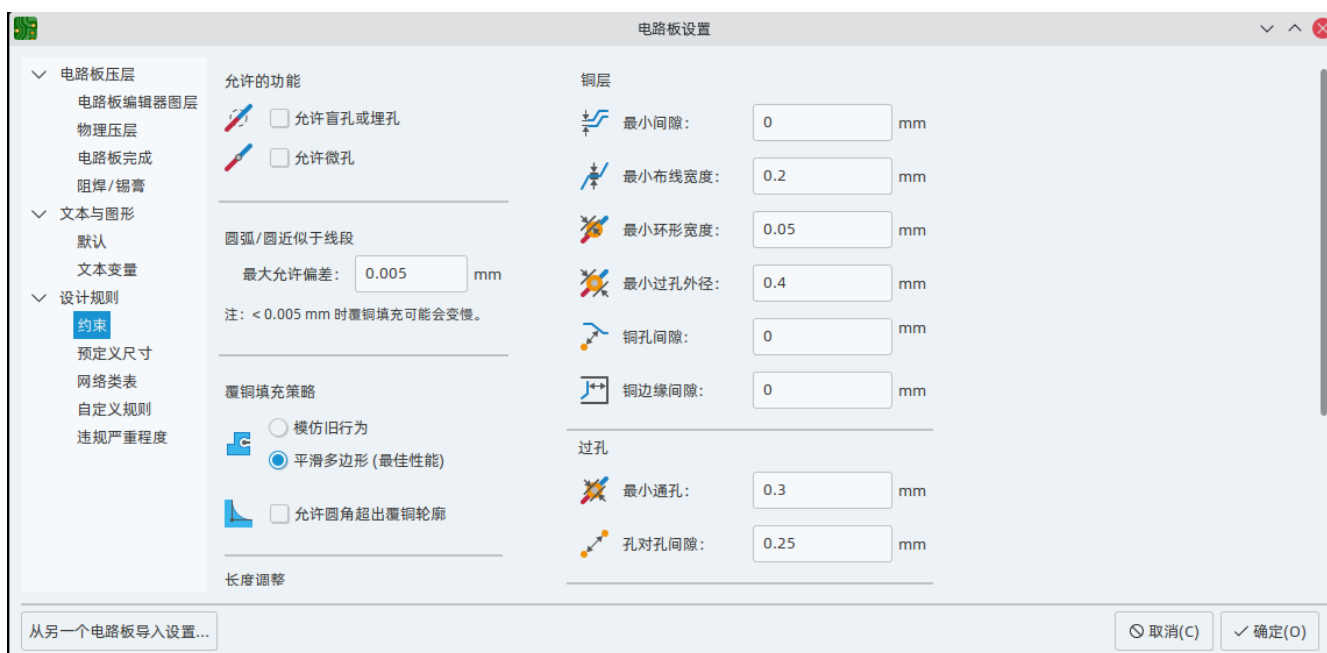 电路板设置
电路板压层
电路板编辑器图层
物理压层
电路板完成
阻焊/锡膏
文本与图形
默认
文本变量
设计规则
约束
预定义尺寸
网络类表
自定义规则
违规严重程度
允许的功能
允许盲孔或埋孔
允许微孔
圆弧/圆近似于线段
最大允许偏差: 0.005 mm
注: < 0.005 mm 时覆铜填充可能会变慢。
覆铜填充策略
模仿旧行为
平滑多边形 (最佳性能)
允许圆角超出覆铜轮廓
长度调整
铜层
最小间隙: 0 mm
最小布线宽度: 0.2 mm
最小环形宽度: 0.05 mm
最小过孔外径: 0.4 mm
铜孔间隙: 0 mm
铜边缘间隙: 0 mm
过孔
最小通孔: 0.3 mm
孔对孔间隙: 0.25 mm
从另一个电路板导入设置...
取消(C)
确定(O)